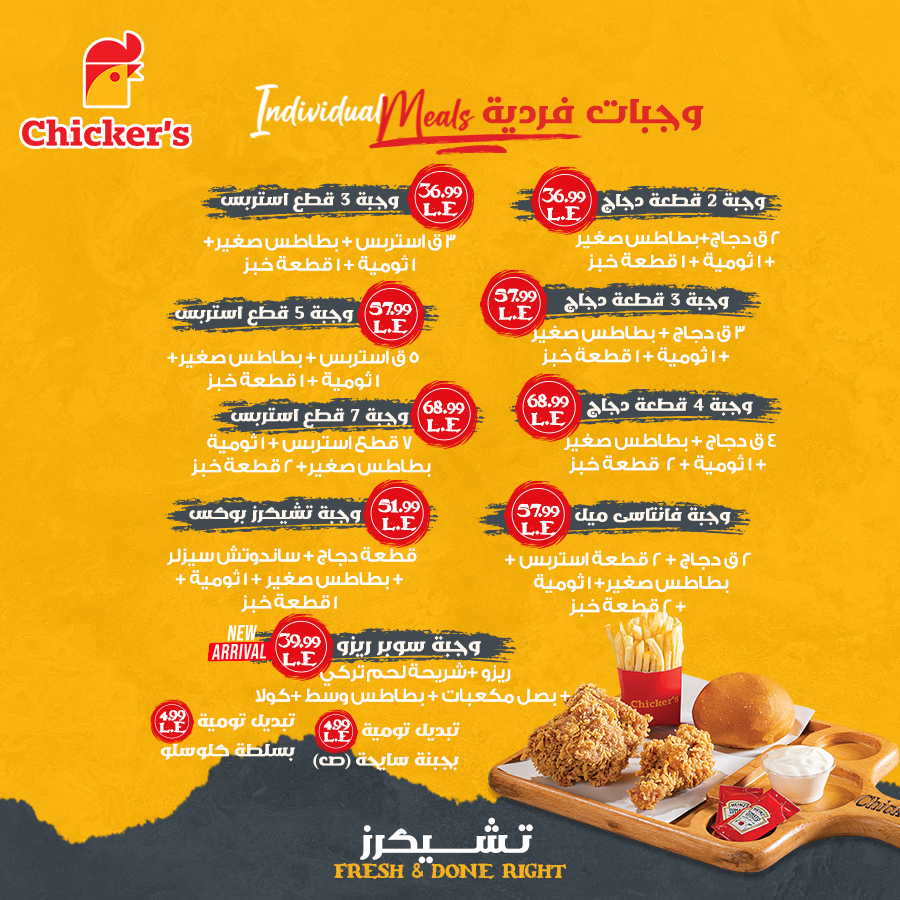 Chicker's
Individual Meals وجبات فردية
وجبة 2 قطعة دجاج 36.99 L.E
٢ ق دجاج+بطاطس صغير
+ ١ ثومية + ١ قطعة خبز
وجبة 3 قطع استربس 36.99 L.E
٣ ق استربس + بطاطس صغير+
١ ثومية + ١ قطعة خبز
وجبة 3 قطعة دجاج 57.99 L.E
٣ ق دجاج + بطاطس صغير
+ ١ ثومية + ١ قطعة خبز
وجبة 5 قطع استربس 57.99 L.E
٥ ق استربس + بطاطس صغير+
١ ثومية + ١ قطعة خبز
وجبة 4 قطعة دجاج 68.99 L.E
٤ ق دجاج + بطاطس صغير
+ ١ ثومية + ٢ قطعة خبز
وجبة 7 قطع استربس 68.99 L.E
٧ قطع استربس + ١ ثومية
بطاطس صغير+ ٢ قطعة خبز
وجبة فانتاسى ميل 57.99 L.E
٢ ق دجاج + ٢ قطعة استربس +
بطاطس صغير+ ١ ثومية
+ ٢ قطعة خبز
وجبة تشيكرز بوكس 51.99 L.E
قطعة دجاج + ساندوتش سيزلر
+ بطاطس صغير + ١ ثومية +
١ قطعة خبز
وجبة سوبر ريزو 39.99 L.E
NEW
ARRIVAL
ريزو +شريحة لحم تركي
+ بصل مكعبات + بطاطس وسط +كولا
تبديل تومية 4.99 L.E
بجبنة سايحة (صـ)
تبديل تومية 4.99 L.E
بسلطة كلوسلو
Chicker's
HEINZ
HEINZ
Chick
تشيكرز
FRESH & DONE RIGHT